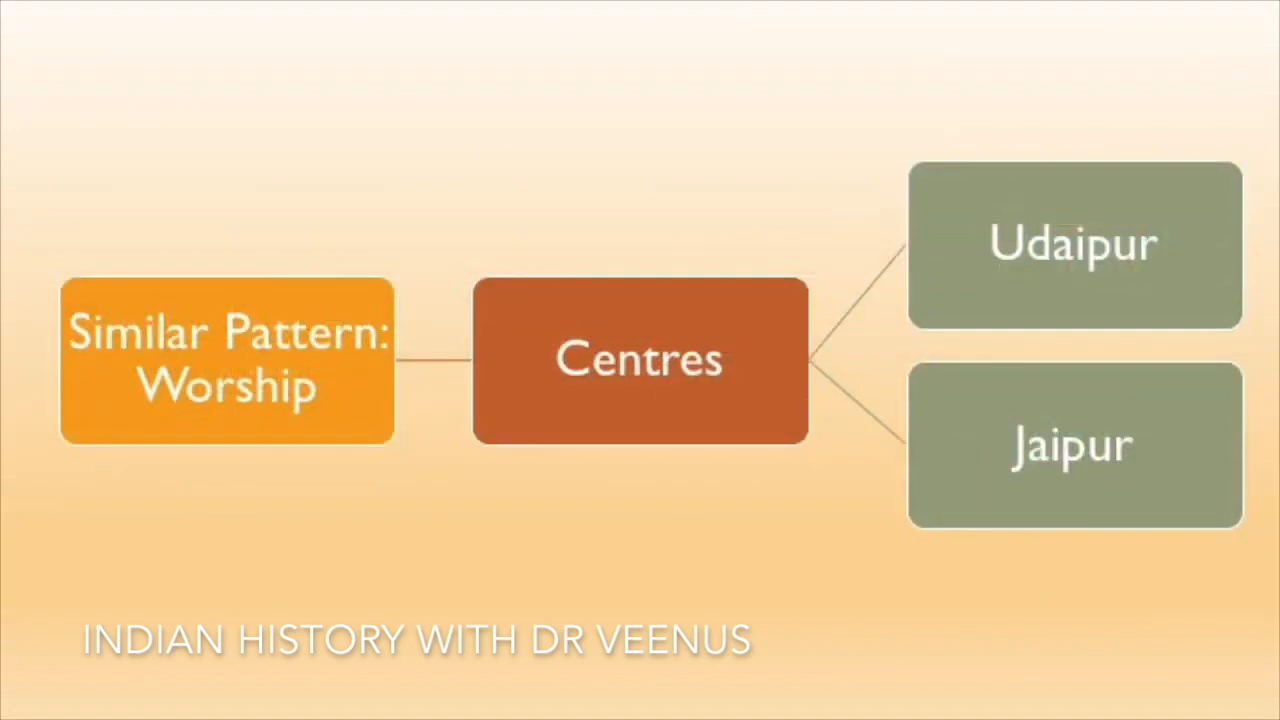 Similar Pattern:
Worship
Centres
Udaipur
Jaipur
INDIAN HISTORY WITH DR VEENUS